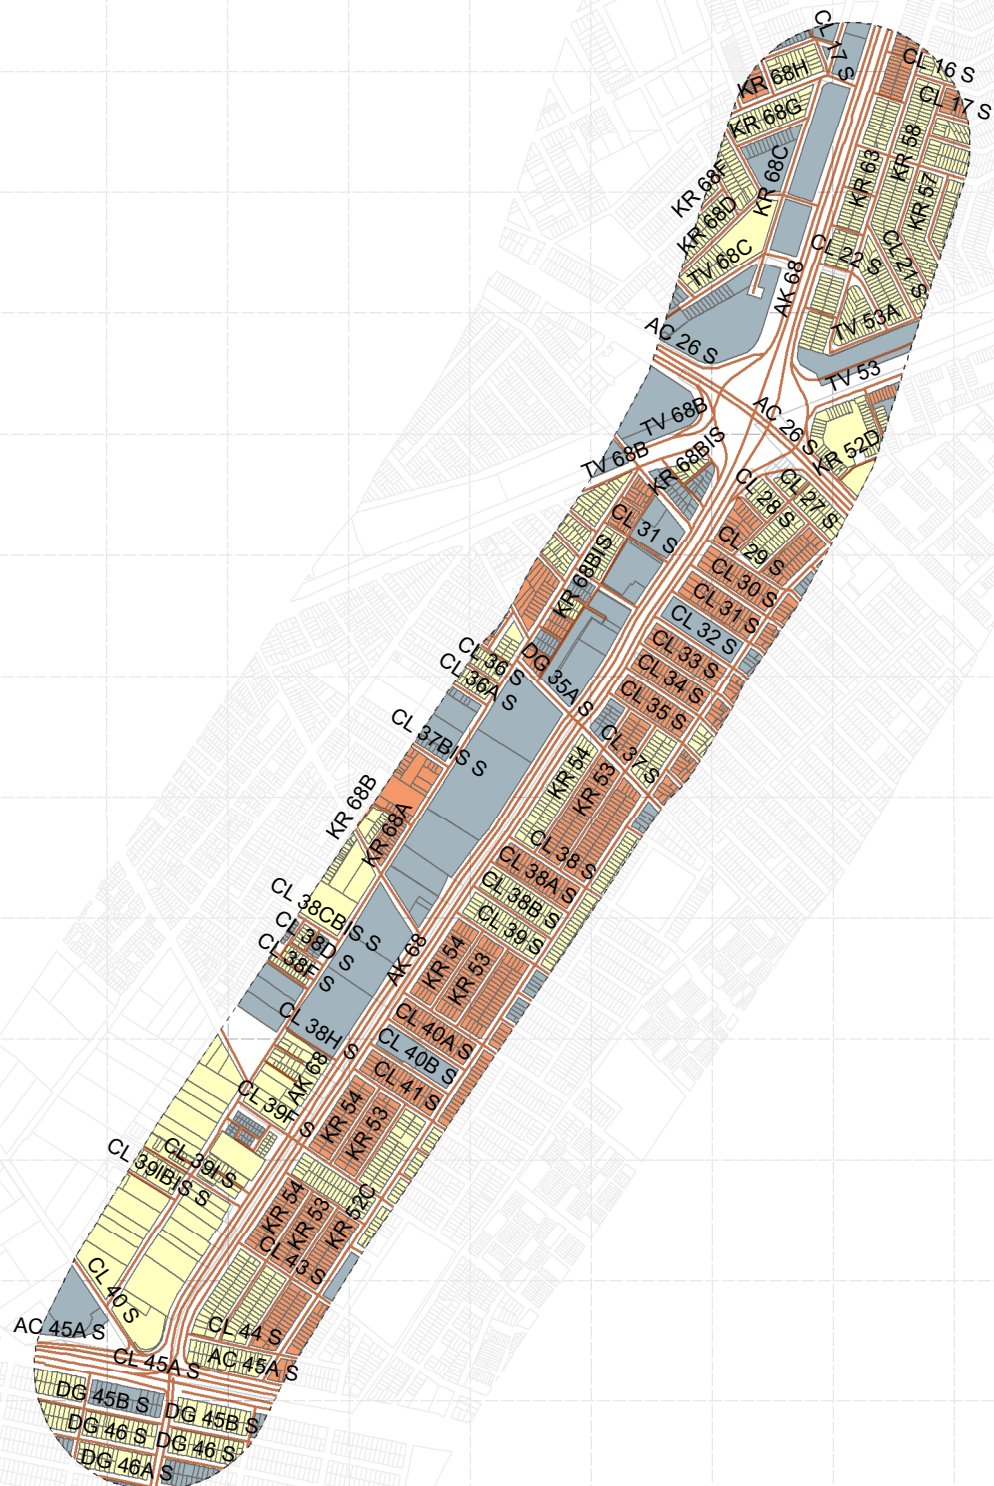 CL 17 S
CL 16 S
KR 68H
CL 17 S
KR 68G
KR 58
KR 63
KR 68C
KR 68F
KR 57
KR 68D
TV 68C
CL 22 S
CL 21 S
AK 68
TV 53A
AC 26 S
TV 53
TV 68B
AC 26 S
KR 52D
TV 68B
KR 68BIS
CL 27 S
CL 28 S
CL 31 S
CL 29 S
KR 68BIS
CL 30 S
CL 31 S
CL 32 S
CL 33 S
CL 36 S
DG 35A S
CL 34 S
CL 36A S
CL 35 S
CL 37BIS S
CL 37 S
KR 54
KR 53
KR 68B
KR 68A
CL 38 S
CL 38A S
CL 38B S
CL 38CBIS S
CL 39 S
CL 38D S
AK 68
KR 54
KR 53
CL 38F S
CL 38H S
CL 40A S
CL 40B S
AK 68
CL 41 S
CL 39F S
KR 54
KR 53
CL 39I S
CL 39IBIS S
KR 54
KR 53
KR 52C
CL 43 S
CL 40 S
AC 45A S
CL 44 S
CL 45A S
AC 45A S
DG 45B S
DG 45B S
DG 46 S
DG 46 S
DG 46A S